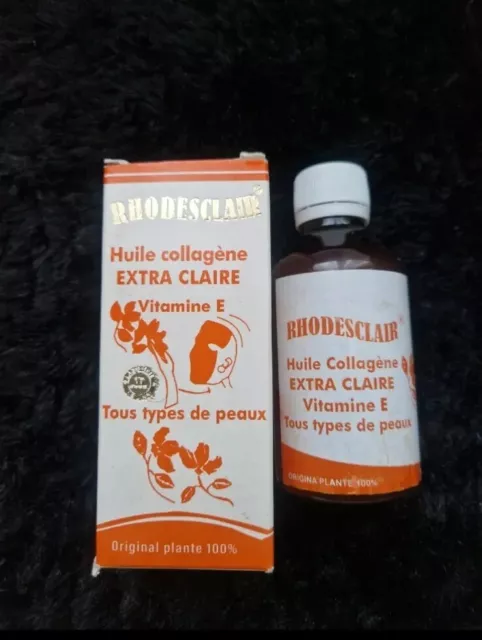 RHODESCLAIR®
Huile collagène
EXTRA CLAIRE
Vitamine E
Tous types de peaux
Original plante 100%
RHODESCLAIR®
Huile Collagène
EXTRA CLAIRE
Vitamine E
Tous types de peaux
ORIGINA PLANTE 100%